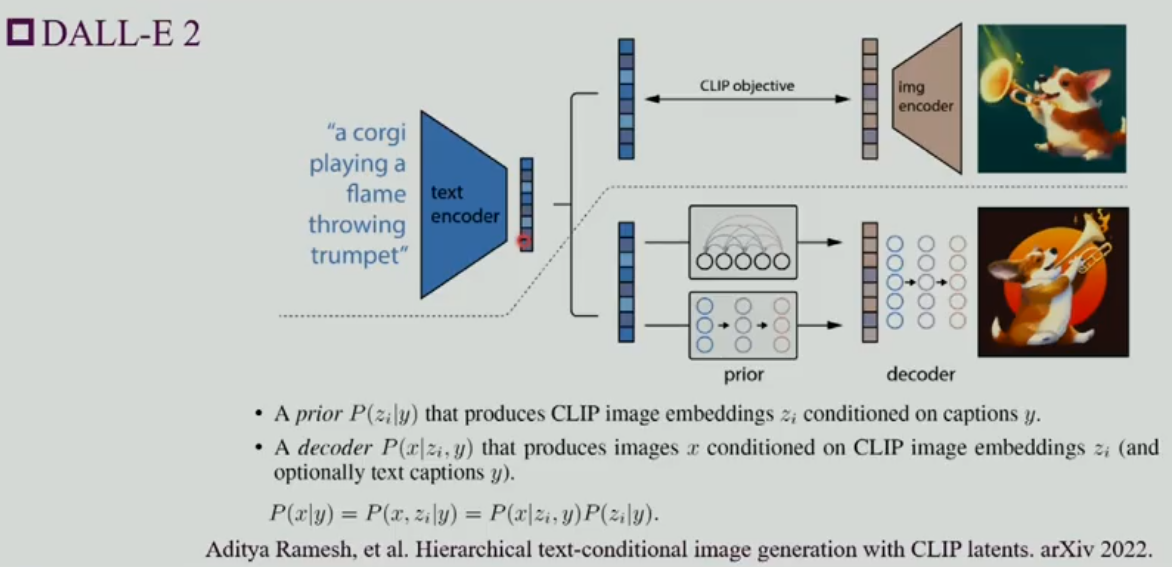 DALL-E 2
"a corgi
playing a
flame
throwing
trumpet"
text
encoder
CLIP objective
img
encoder
prior
decoder
• A prior P(z_i|y) that produces CLIP image embeddings z_i conditioned on captions y.
• A decoder P(x|z_i, y) that produces images x conditioned on CLIP image embeddings z_i (and
optionally text captions y).
P(x|y) = P(x, z_i|y) = P(x|z_i, y)P(z_i|y).
Aditya Ramesh, et al. Hierarchical text-conditional image generation with CLIP latents. arXiv 2022.